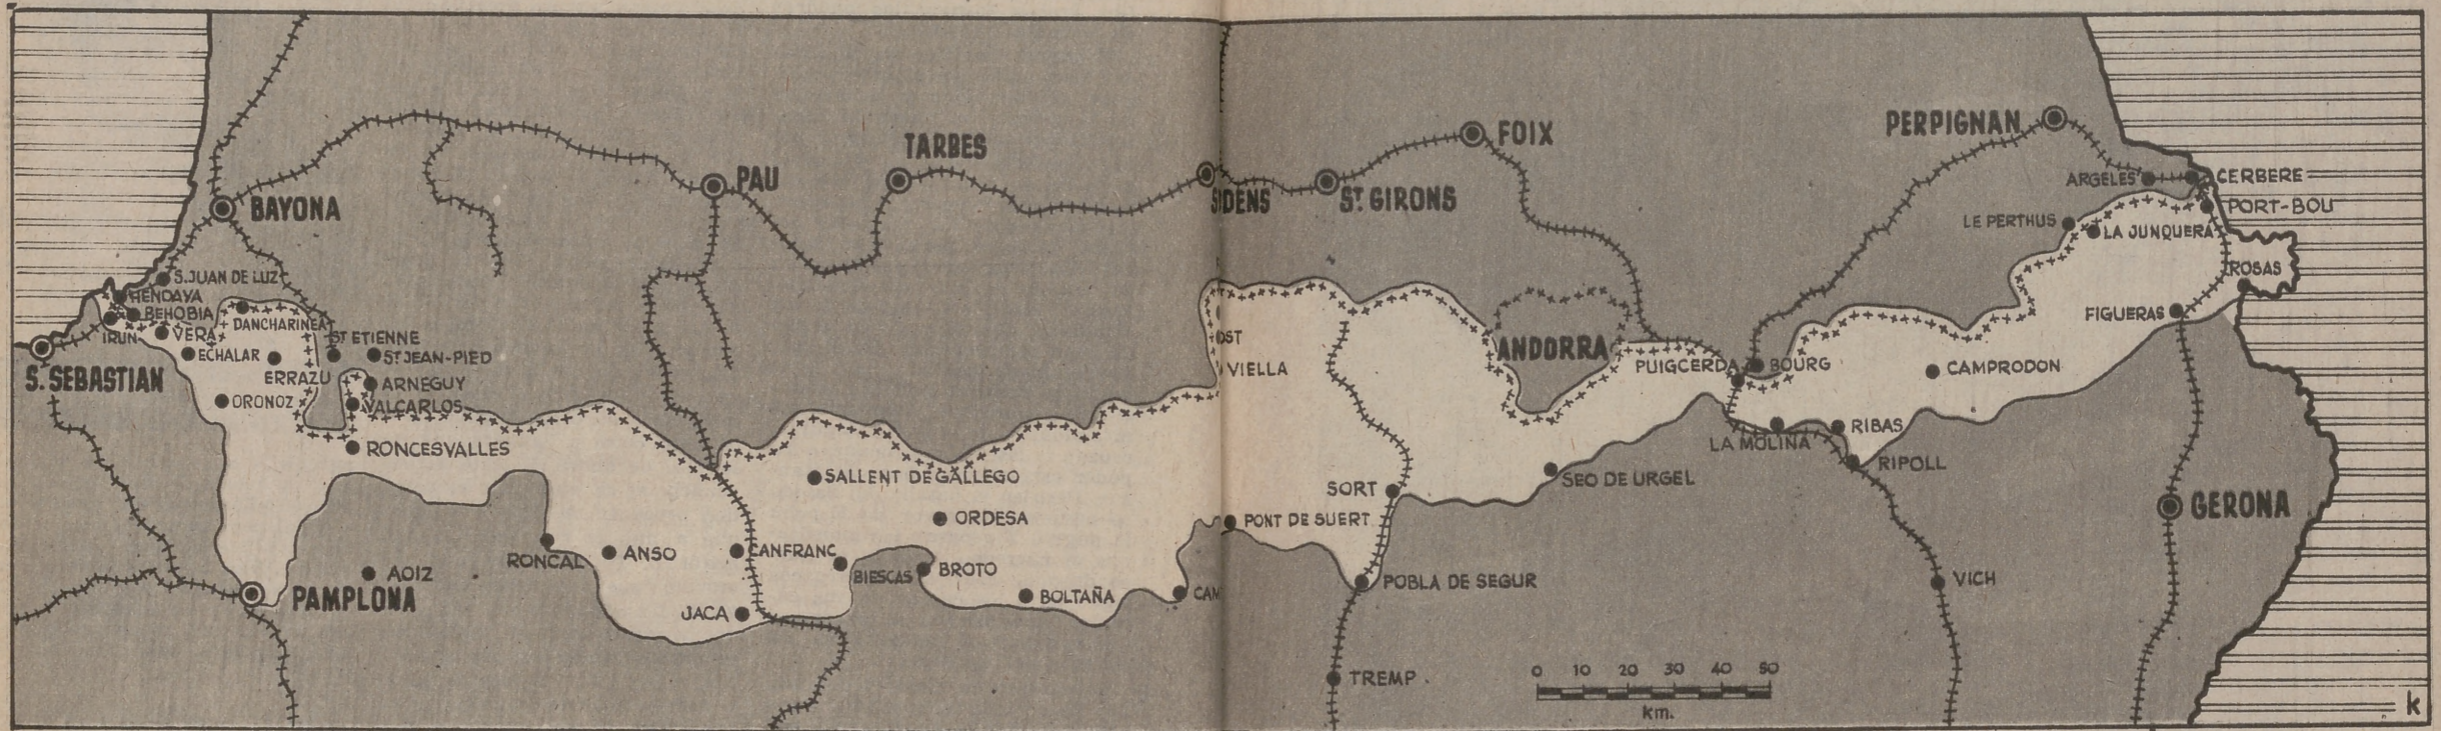 BAYONA
PAU
TARBES
ST. GIRONS
FOIX
PERPIGNAN
ARGELES
CERBERE
PORT-BOU
LE PERTHUS
LA JUNQUERA
ROSAS
FIGUERAS
S. JUAN DE LUZ
HENDAYA
BEHOBIA
IRUN
VERA
DANCHARINEA
ECHALAR
ST ETIENNE
ST JEAN-PIED
S. SEBASTIAN
ERRAZU
ARNEGUY
ORONOZ
VALCARLOS
RONCESVALLES
VIELLA
ANDORRA
PUIGCERDA
BOURG
CAMPRODON
RIBAS
LA MOLINA
RIPOLL
SALLENT DE GALLEGO
ORDESA
SORT
SEO DE URGEL
PONT DE SUERT
GERONA
RONCAL
ANSO
CANFRANC
BIESCAS
BROTO
AOIZ
PAMPLONA
JACA
BOLTAÑA
CAM
POBLA DE SEGUR
VICH
TREMP.
0 10 20 30 40 50
km.
k